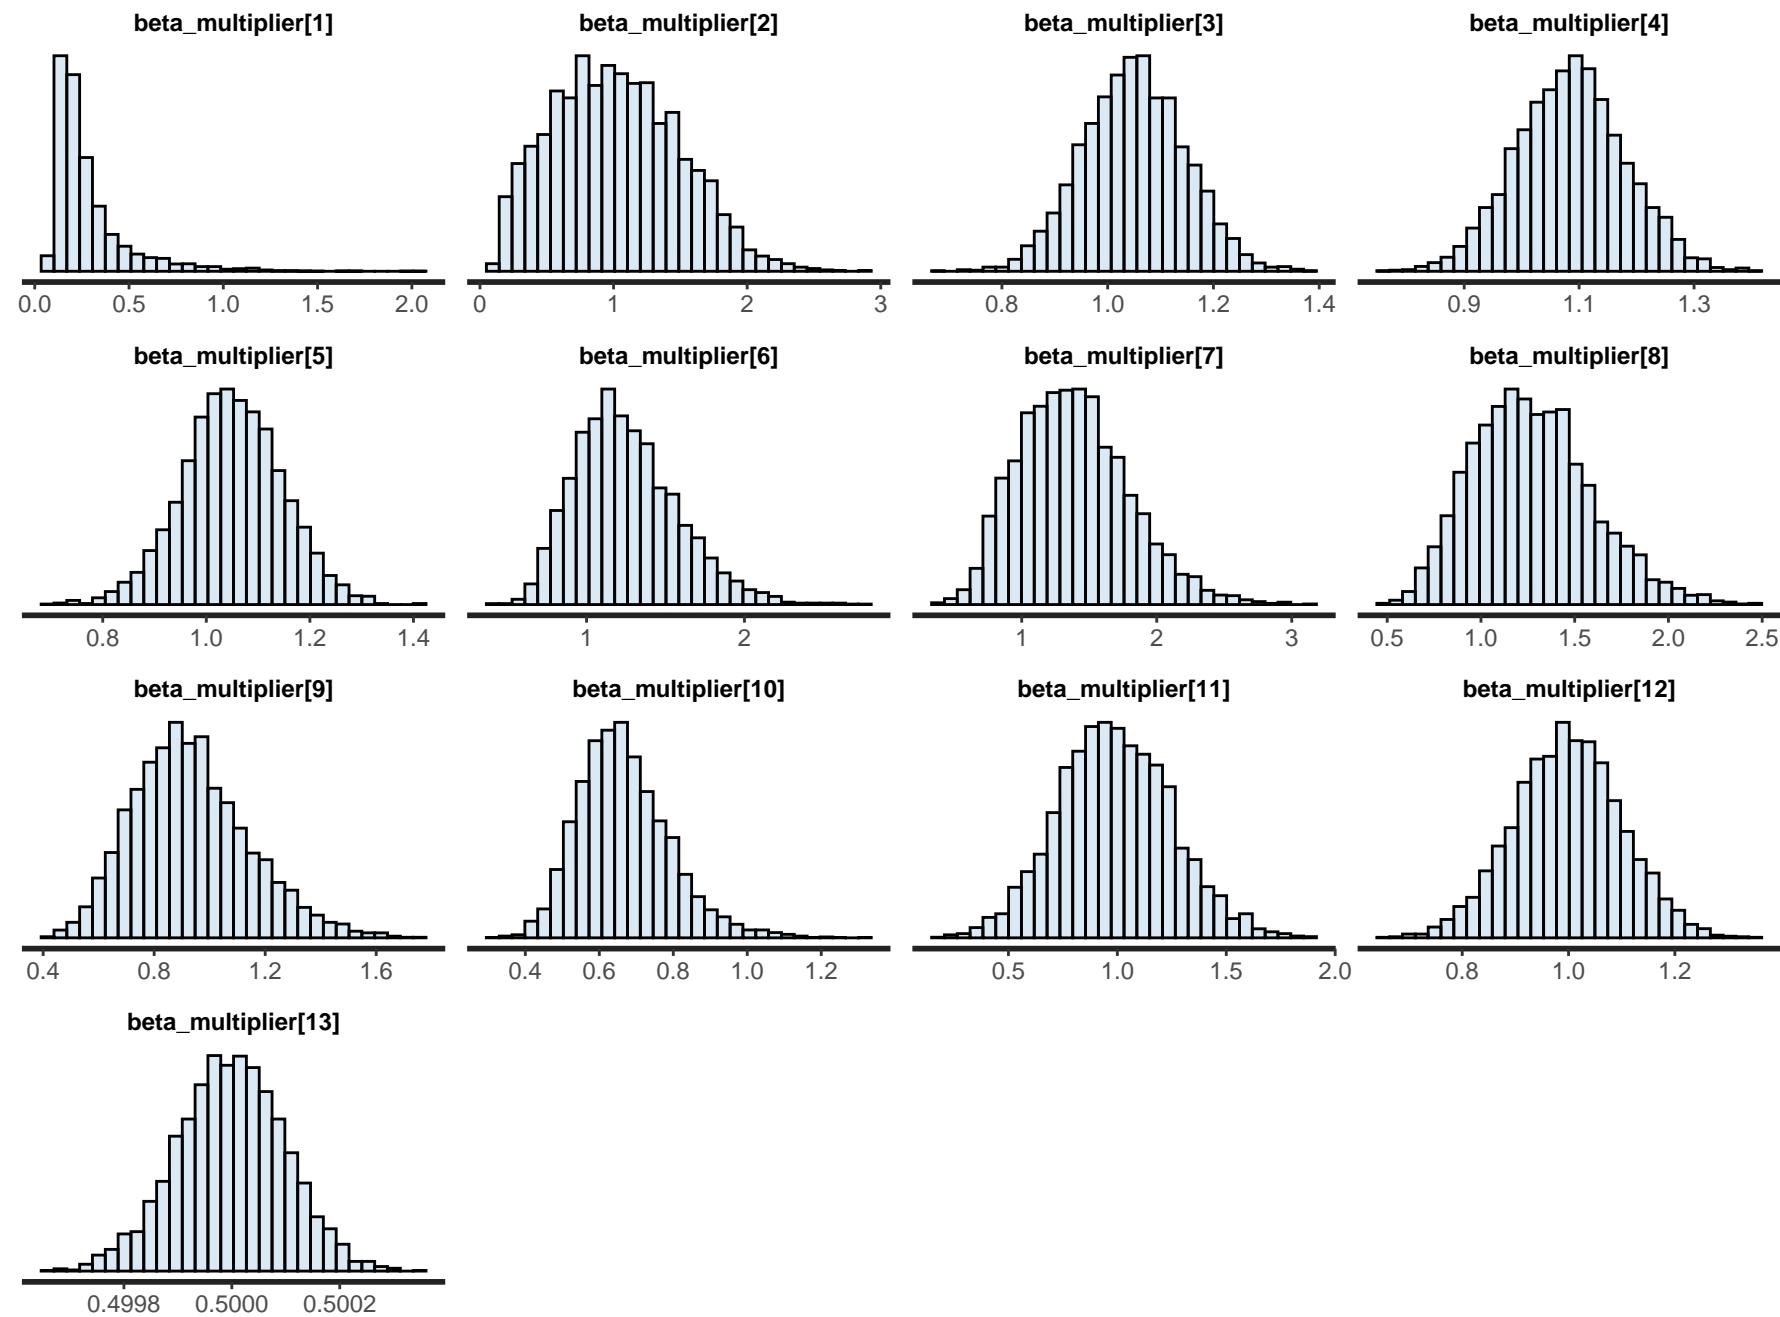 beta_multiplier[1] beta_multiplier[2] beta_multiplier[3] beta_multiplier[4]
0.0 0.5 1.0 1.5 2.0 0 1 2 3 0.8 1.0 1.2 1.4 0.9 1.1 1.3
beta_multiplier[5] beta_multiplier[6] beta_multiplier[7] beta_multiplier[8]
0.8 1.0 1.2 1.4 1 2 1 2 3 0.5 1.0 1.5 2.0 2.5
beta_multiplier[9] beta_multiplier[10] beta_multiplier[11] beta_multiplier[12]
0.4 0.8 1.2 1.6 0.4 0.6 0.8 1.0 1.2 0.5 1.0 1.5 2.0 0.8 1.0 1.2
beta_multiplier[13]
0.4998 0.5000 0.5002